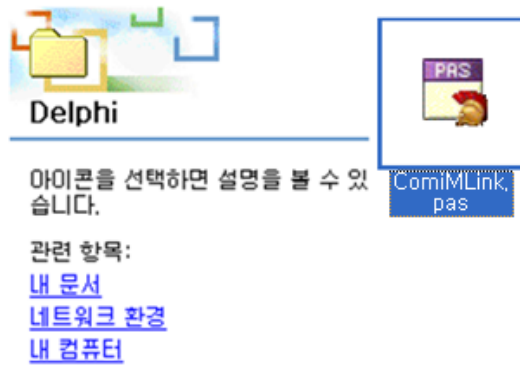 Delphi
아이콘을 선택하면 설명을 볼 수 있
습니다.
관련 항목:
내 문서
네트워크 환경
내 컴퓨터
PAS
ComiMLink,
pas